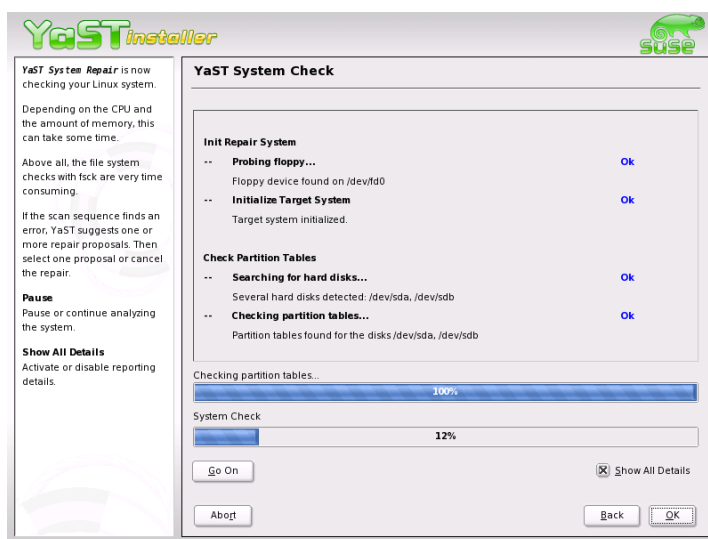 YaST installer
SUSE
YaST System Repair is now
checking your Linux system.
Depending on the CPU and
the amount of memory, this
can take some time.
Above all, the file system
checks with fsck are very time
consuming.
If the scan sequence finds an
error, YaST suggests one or
more repair proposals. Then
select one proposal or cancel
the repair.
Pause
Pause or continue analyzing
the system.
Show All Details
Activate or disable reporting
details.
YaST System Check
Init Repair System
-- Probing floppy... Ok
Floppy device found on /dev/fd0
-- Initialize Target System Ok
Target system initialized.
Check Partition Tables
-- Searching for hard disks... Ok
Several hard disks detected: /dev/sda, /dev/sdb
-- Checking partition tables... Ok
Partition tables found for the disks /dev/sda, /dev/sdb
Checking partition tables...
100%
System Check
12%
Go On
Show All Details
Abort
Back
OK